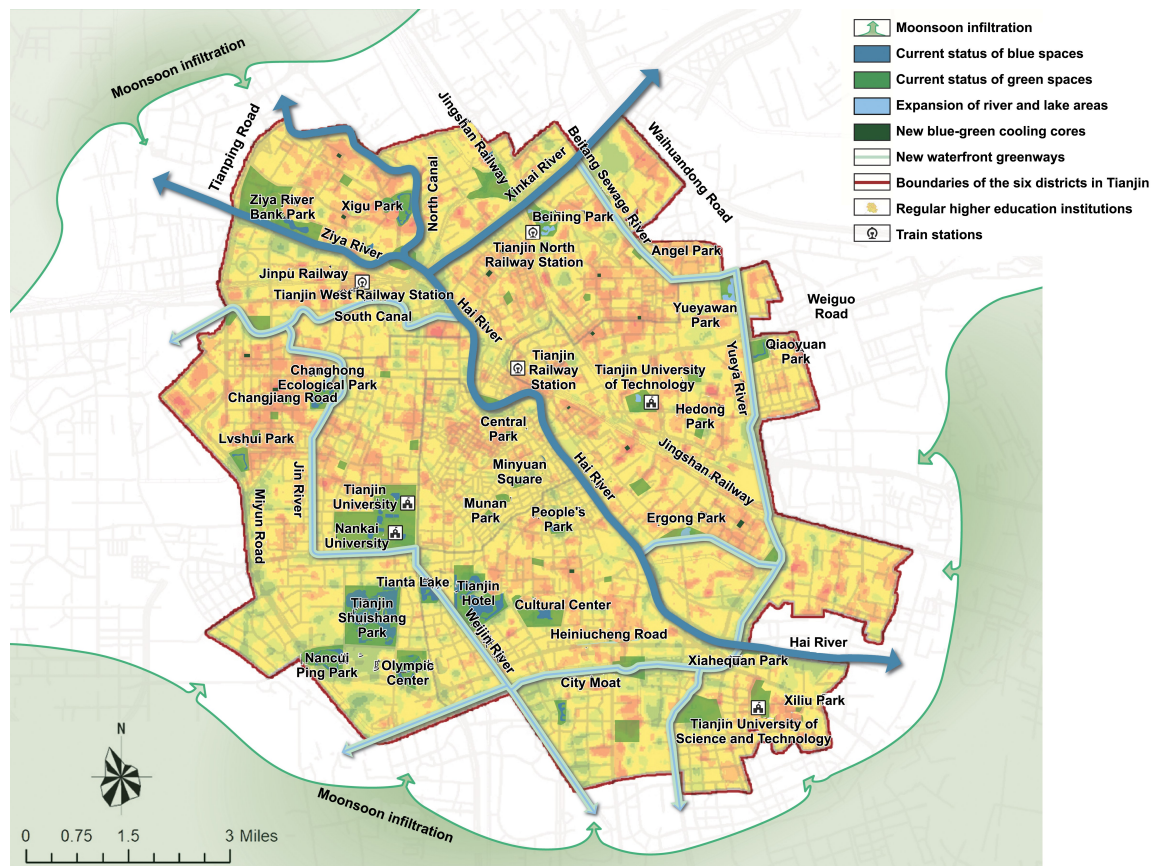 Moonsoon infiltration
Current status of blue spaces
Current status of green spaces
Expansion of river and lake areas
New blue-green cooling cores
New waterfront greenways
Boundaries of the six districts in Tianjin
Regular higher education institutions
Train stations
Moonsoon infiltration
Tianping Road
Jingshan Railway
Xinkai River
Beitang Sewage River
Waihuandong Road
North Canal
Ziya River
Bank Park
Xigu Park
Ziya River
Beining Park
Tianjin North
Railway Station
Angel Park
Jinpu Railway
Tianjin West Railway Station
South Canal
Hai River
Yueyawan
Park
Weiguo
Road
Qiaoyuan
Park
Yueya River
Changhong
Ecological Park
Changjiang Road
Tianjin
Railway
Station
Tianjin University
of Technology
Hedong
Park
Central
Park
Lvshui Park
Jin River
Miyun Road
Minyuan
Square
Hai River
Jingshan Railway
Tianjin
University
Nankai
University
Munan
Park
People's
Park
Ergong Park
Tianta Lake
Tianjin
Hotel
Tianjin
Shuishang
Park
Cultural Center
Weijin River
Heiniucheng Road
Hai River
Nancui
Ping Park
Olympic
Center
City Moat
Xiahequan Park
Xiliu Park
Tianjin University of
Science and Technology
Moonsoon infiltration
N
0 0.75 1.5 3 Miles